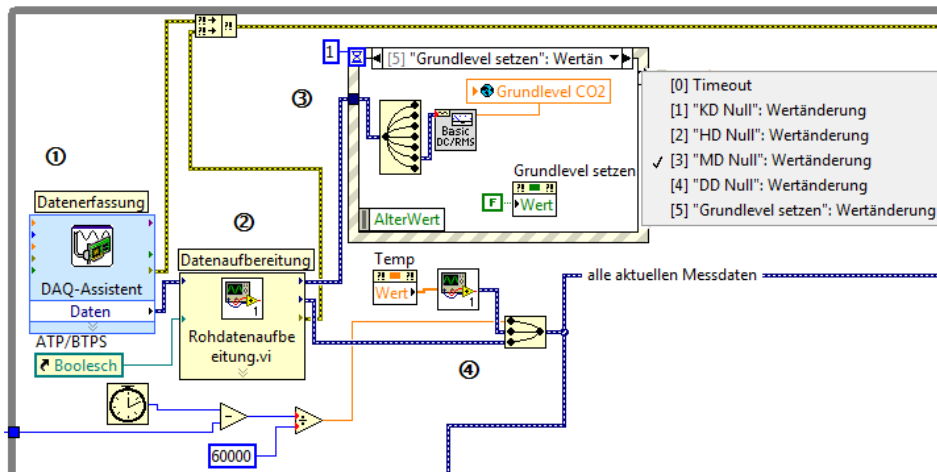 1
[5] "Grundlevel setzen": Wertän
Grundlevel CO2
Basic
DC/RMS
Grundlevel setzen
F
Wert
AlterWert
[0] Timeout
[1] "KD Null": Wertänderung
[2] "HD Null": Wertänderung
✓ [3] "MD Null": Wertänderung
[4] "DD Null": Wertänderung
[5] "Grundlevel setzen": Wertänderung
③
①
Datenerfassung
DAQ-Assistent
Daten
②
Datenaufbereitung
1
Rohdatenaufbe
eitung.vi
Temp
Wert
1
alle aktuellen Messdaten
④
ATP/BTPS
Boolesch
60000